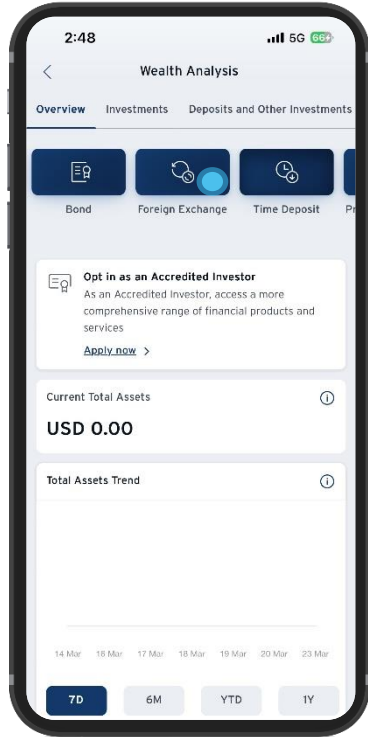 2:48
5G 66
Wealth Analysis
Overview Investments Deposits and Other Investments
Bond Foreign Exchange Time Deposit Pr
Opt in as an Accredited Investor
As an Accredited Investor, access a more
comprehensive range of financial products and
services
Apply now >
Current Total Assets
USD 0.00
Total Assets Trend
14 Mar 16 Mar 17 Mar 18 Mar 19 Mar 20 Mar 23 Mar
7D 6M YTD 1Y